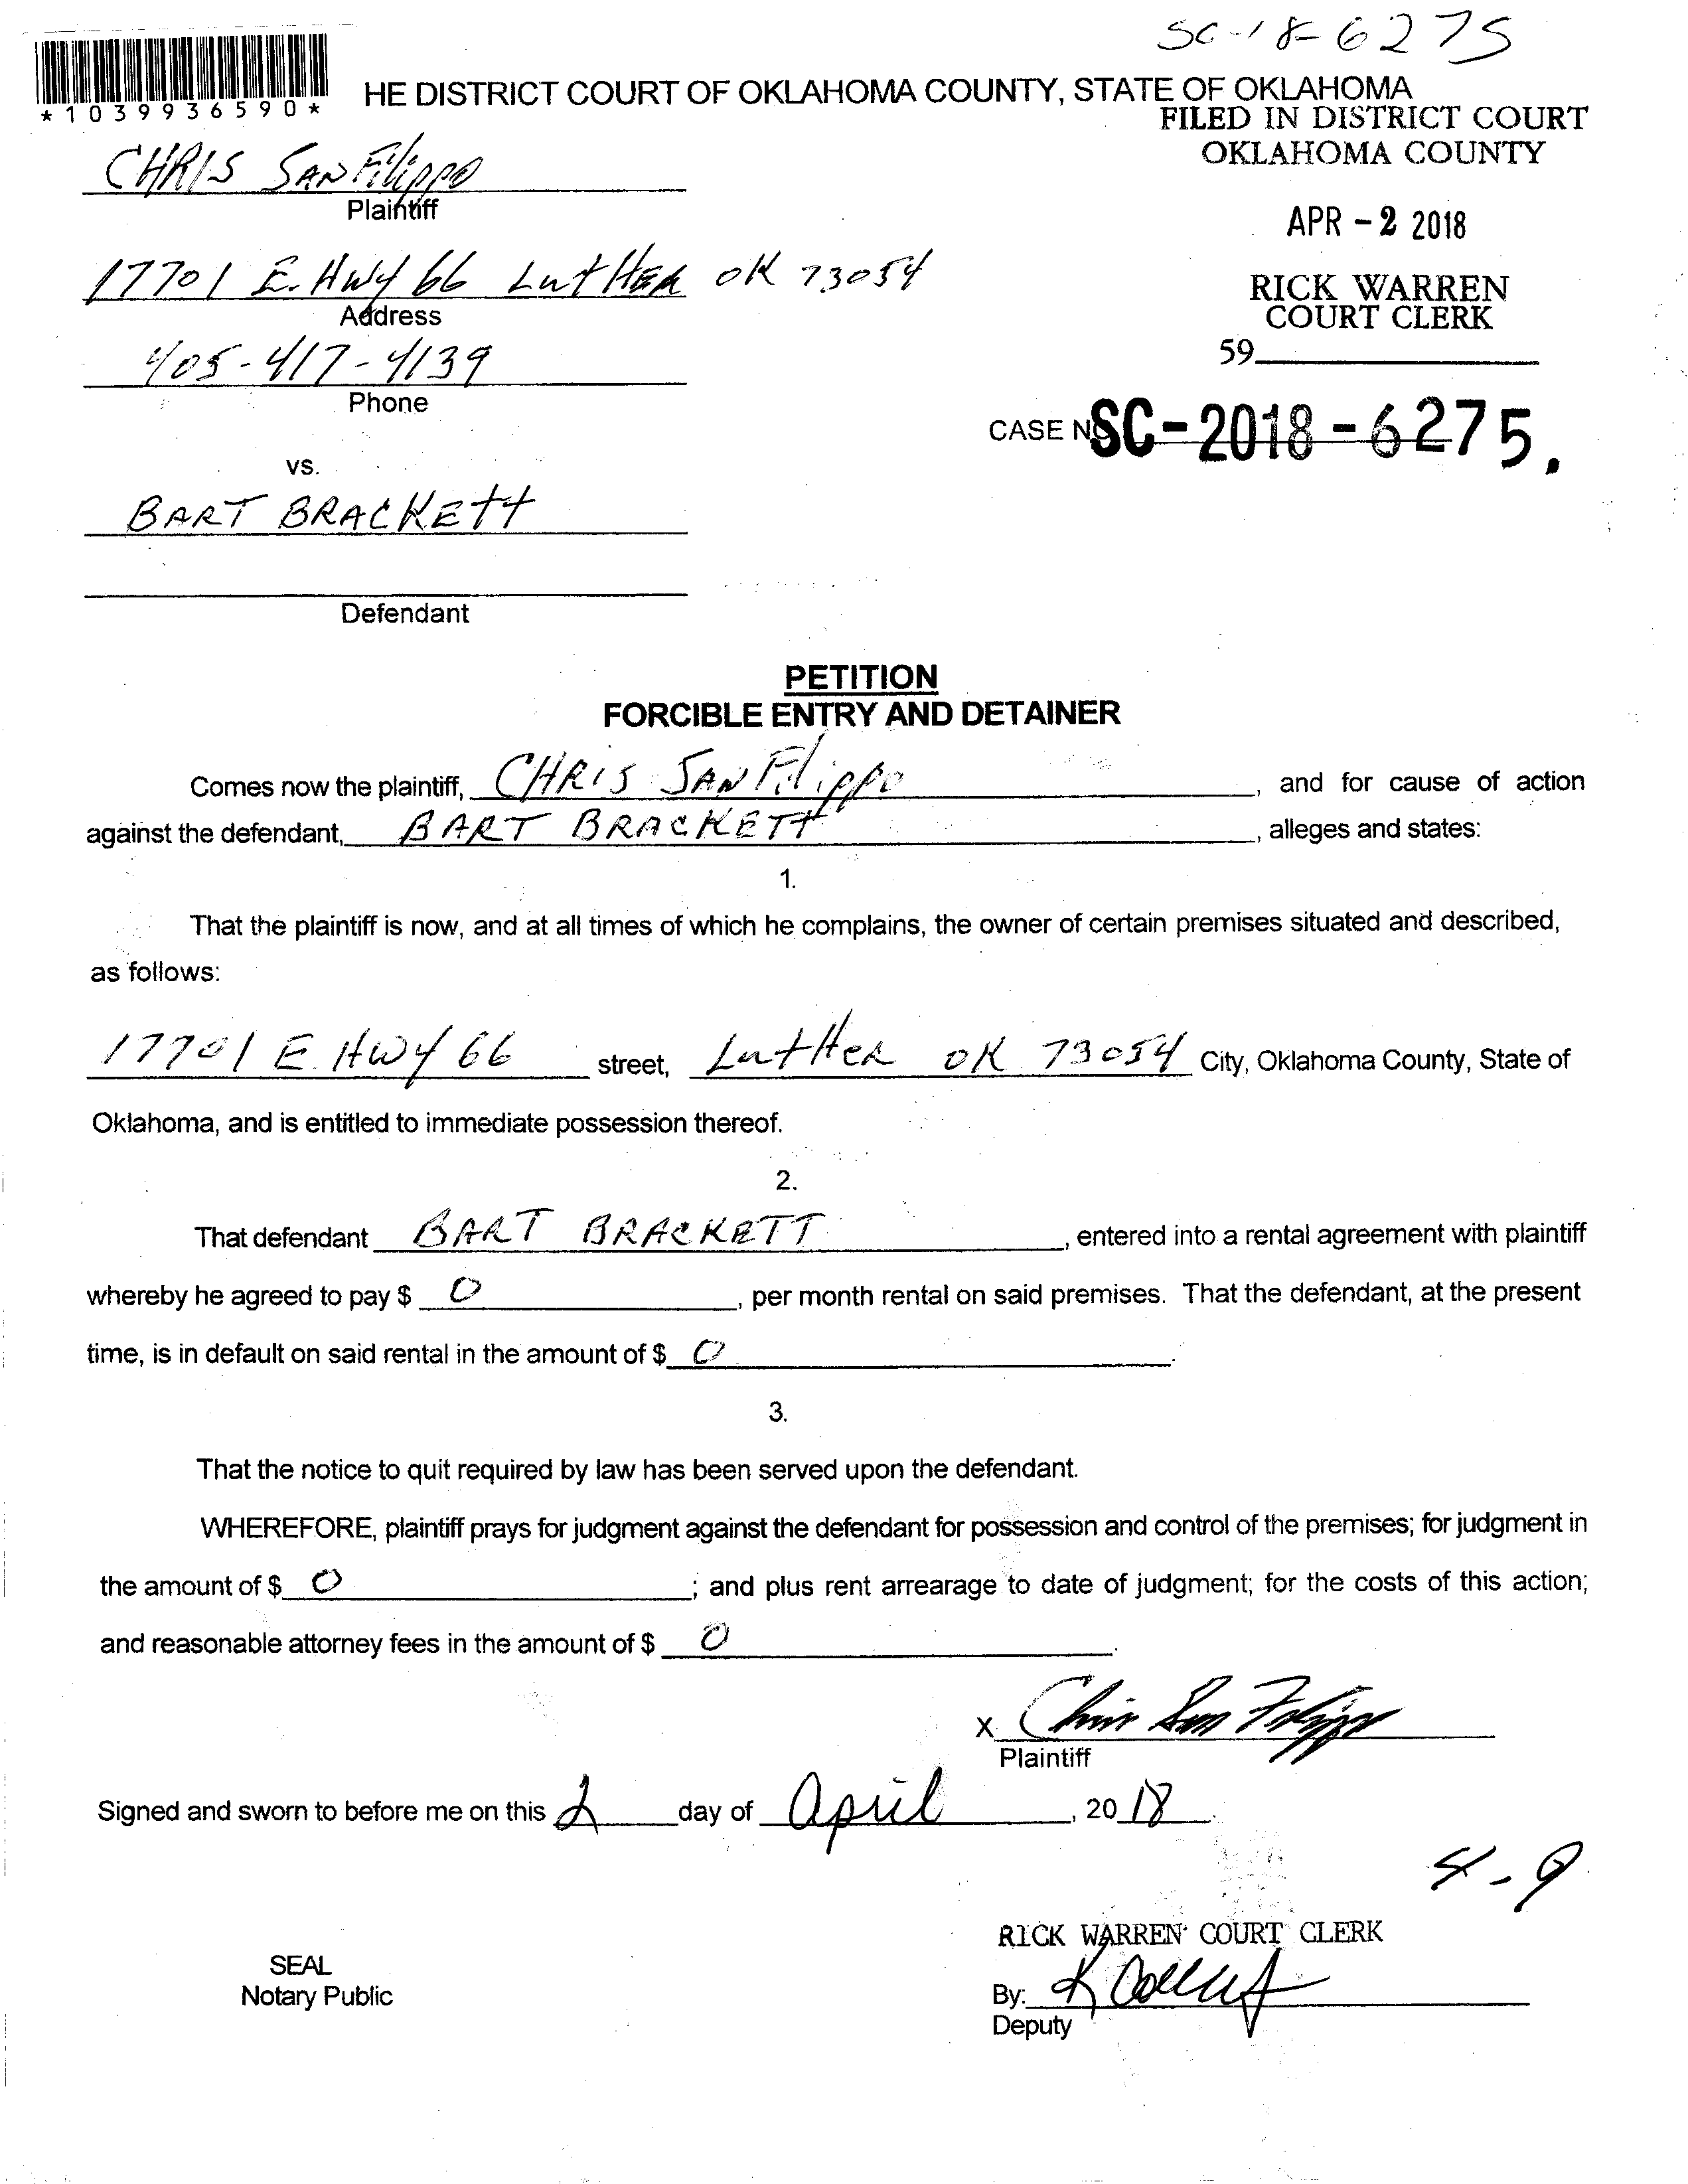 SC-18-6275
*1039936590*
HE DISTRICT COURT OF OKLAHOMA COUNTY, STATE OF OKLAHOMA
FILED IN DISTRICT COURT
OKLAHOMA COUNTY
CHRIS SANFilippo
Plaintiff
APR - 2 2018
17701 E. Hwy 66 LutHER OK 73054
Address
RICK WARREN
COURT CLERK
405-417-4139
Phone
59
CASE NO SC-2018-6275.
vs.
BART BRACKETT
Defendant
PETITION
FORCIBLE ENTRY AND DETAINER
Comes now the plaintiff, CHRIS SANFilippo, and for cause of action
against the defendant, BART BRACKETT, alleges and states:
1.
That the plaintiff is now, and at all times of which he complains, the owner of certain premises situated and described,
as follows:
17701 E. HWY 66 street, LutHER OK 73054 City, Oklahoma County, State of
Oklahoma, and is entitled to immediate possession thereof.
2.
That defendant BART BRACKETT, entered into a rental agreement with plaintiff
whereby he agreed to pay $ 0, per month rental on said premises. That the defendant, at the present
time, is in default on said rental in the amount of $ 0.
3.
That the notice to quit required by law has been served upon the defendant.
WHEREFORE, plaintiff prays for judgment against the defendant for possession and control of the premises; for judgment in
the amount of $ 0; and plus rent arrearage to date of judgment; for the costs of this action;
and reasonable attorney fees in the amount of $ 0.
X Chris San Filippo
Plaintiff
Signed and sworn to before me on this 2 day of April, 2018.
4-9
RICK WARREN COURT CLERK
SEAL
Notary Public
By: K
Deputy